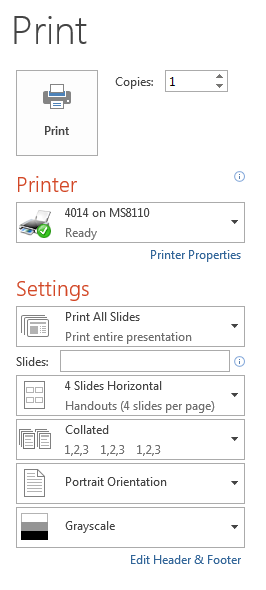 Print
Copies: 1
Print
Printer
4014 on MS8110
Ready
Printer Properties
Settings
Print All Slides
Print entire presentation
Slides:
4 Slides Horizontal
Handouts (4 slides per page)
Collated
1,2,3 1,2,3 1,2,3
Portrait Orientation
Grayscale
Edit Header & Footer